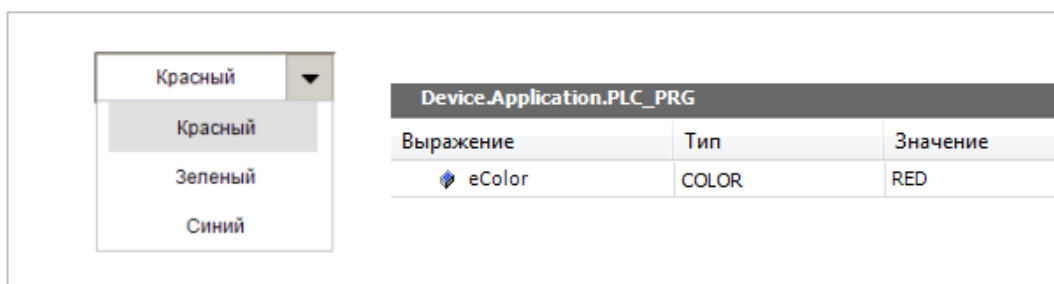 Красный
Красный
Зеленый
Синий
Device.Application.PLC_PRG
Выражение Тип Значение
eColor COLOR RED